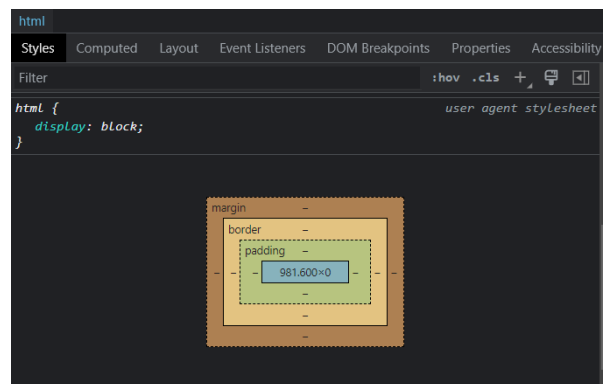 html
Styles Computed Layout Event Listeners DOM Breakpoints Properties Accessibility
Filter :hov .cls +
html { user agent stylesheet
display: block;
}
margin –
border –
padding –
– – – 981.600×0 – – –
–
–
–